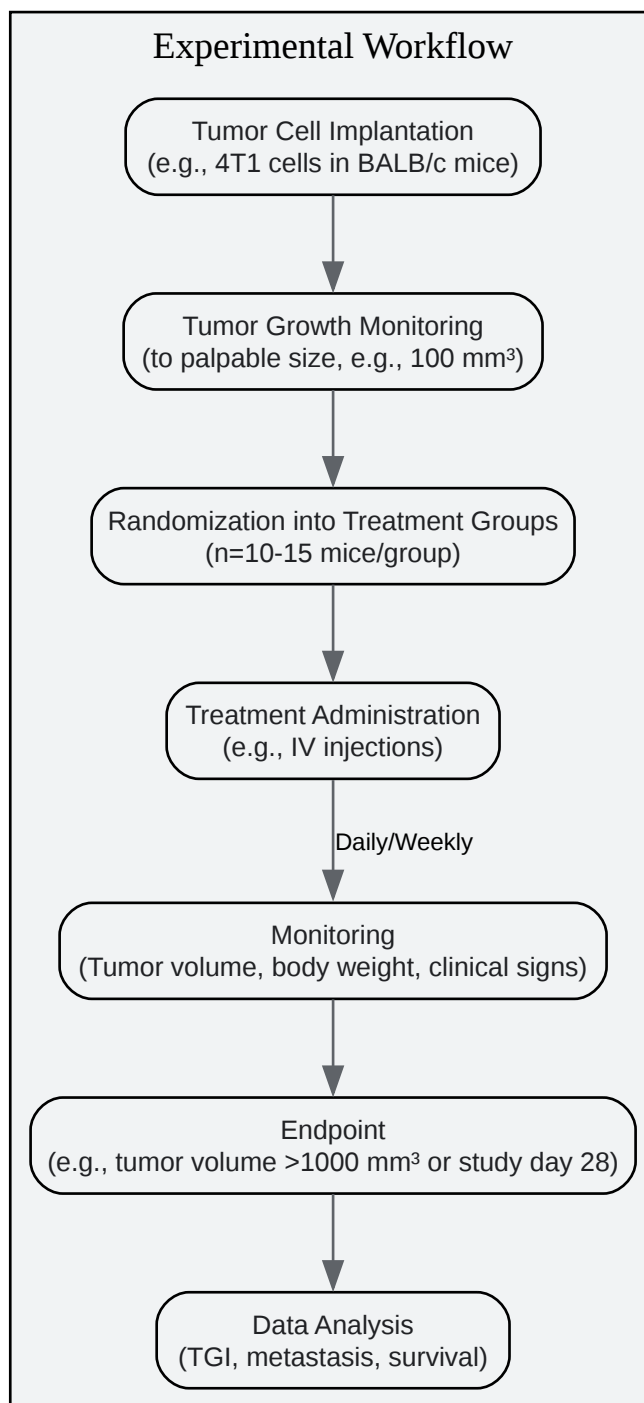 Experimental Workflow
Tumor Cell Implantation
(e.g., 4T1 cells in BALB/c mice)
Tumor Growth Monitoring
(to palpable size, e.g., 100 mm³)
Randomization into Treatment Groups
(n=10-15 mice/group)
Treatment Administration
(e.g., IV injections)
Daily/Weekly
Monitoring
(Tumor volume, body weight, clinical signs)
Endpoint
(e.g., tumor volume >1000 mm³ or study day 28)
Data Analysis
(TGI, metastasis, survival)